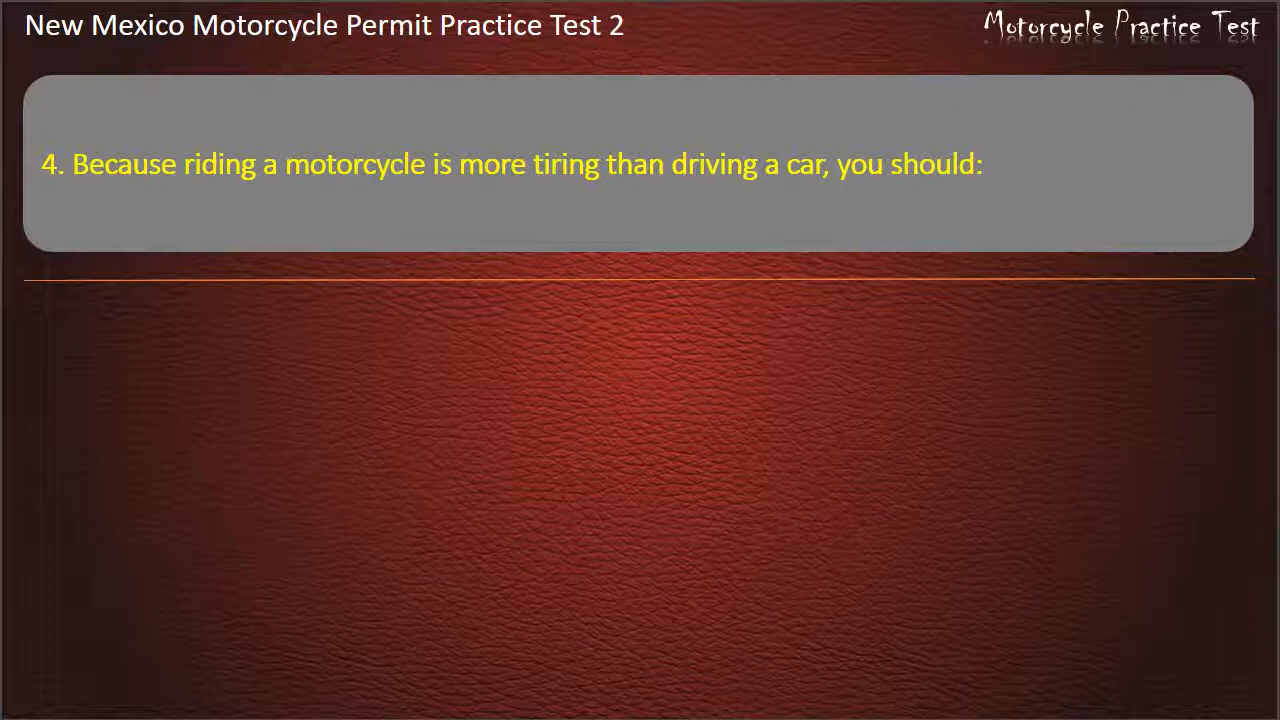 New Mexico Motorcycle Permit Practice Test 2
Motorcycle Practice Test
4. Because riding a motorcycle is more tiring than driving a car, you should: